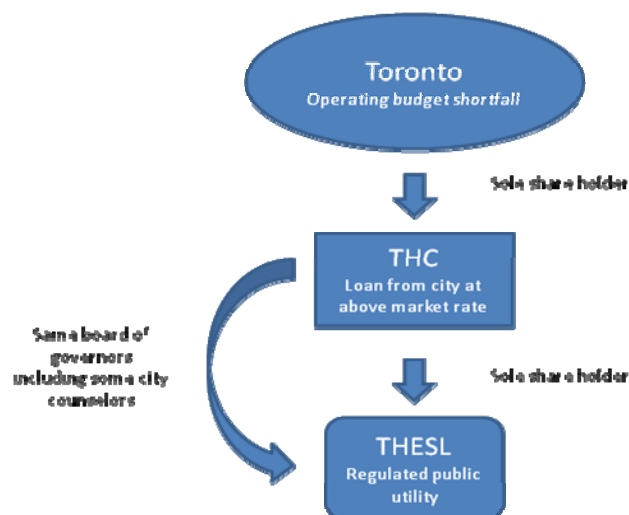 Toronto
Operating budget shortfall
Sole share holder
THC
Loan from city at
above market rate
Same board of
governors
including some city
counselors
Sole share holder
THESL
Regulated public
utility